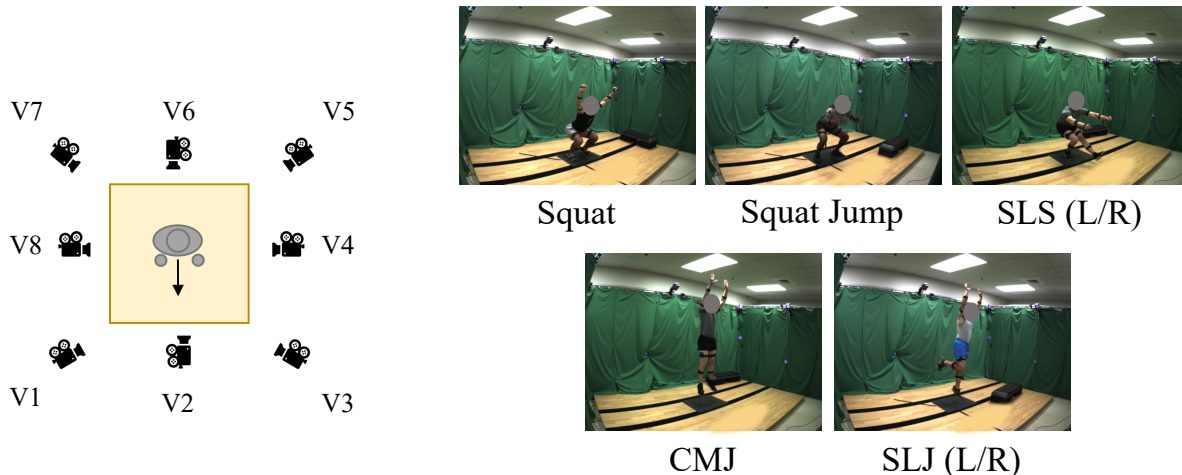 V7 V6 V5
V8 V4
V1 V2 V3
Squat Squat Jump SLS (L/R)
CMJ SLJ (L/R)